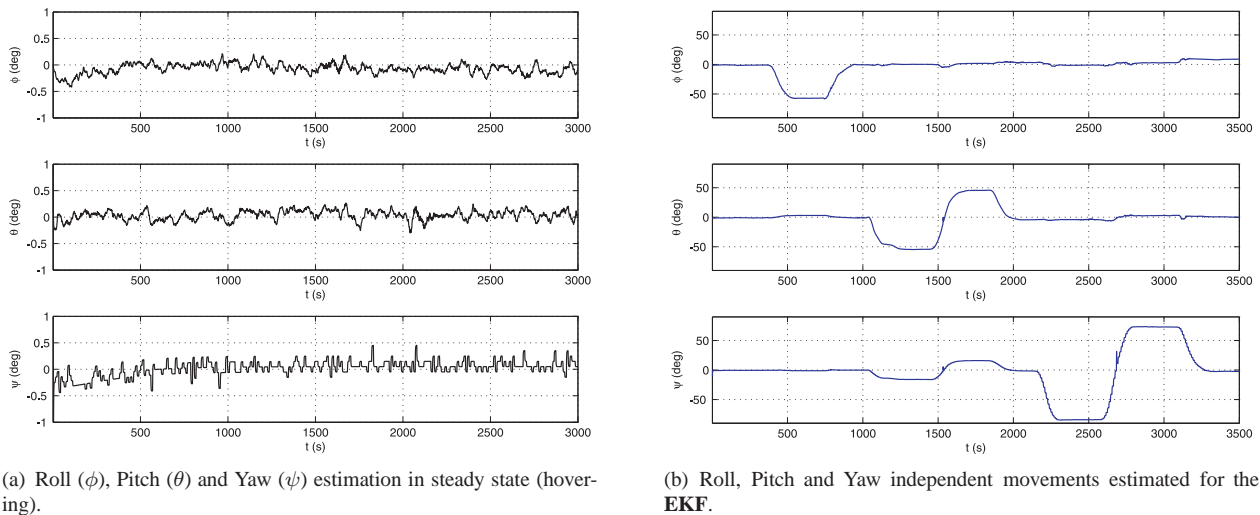 1
0.5
0
-0.5
-1
ϕ (deg)
500 1000 1500 2000 2500 3000
t (s)
1
0.5
0
-0.5
-1
θ (deg)
500 1000 1500 2000 2500 3000
t (s)
1
0.5
0
-0.5
-1
ψ (deg)
500 1000 1500 2000 2500 3000
t (s)
(a) Roll (ϕ), Pitch (θ) and Yaw (ψ) estimation in steady state (hover-
ing).
50
0
-50
ϕ (deg)
500 1000 1500 2000 2500 3000 3500
t (s)
50
0
-50
θ (deg)
500 1000 1500 2000 2500 3000 3500
t (s)
50
0
-50
ψ (deg)
500 1000 1500 2000 2500 3000 3500
t (s)
(b) Roll, Pitch and Yaw independent movements estimated for the
EKF.